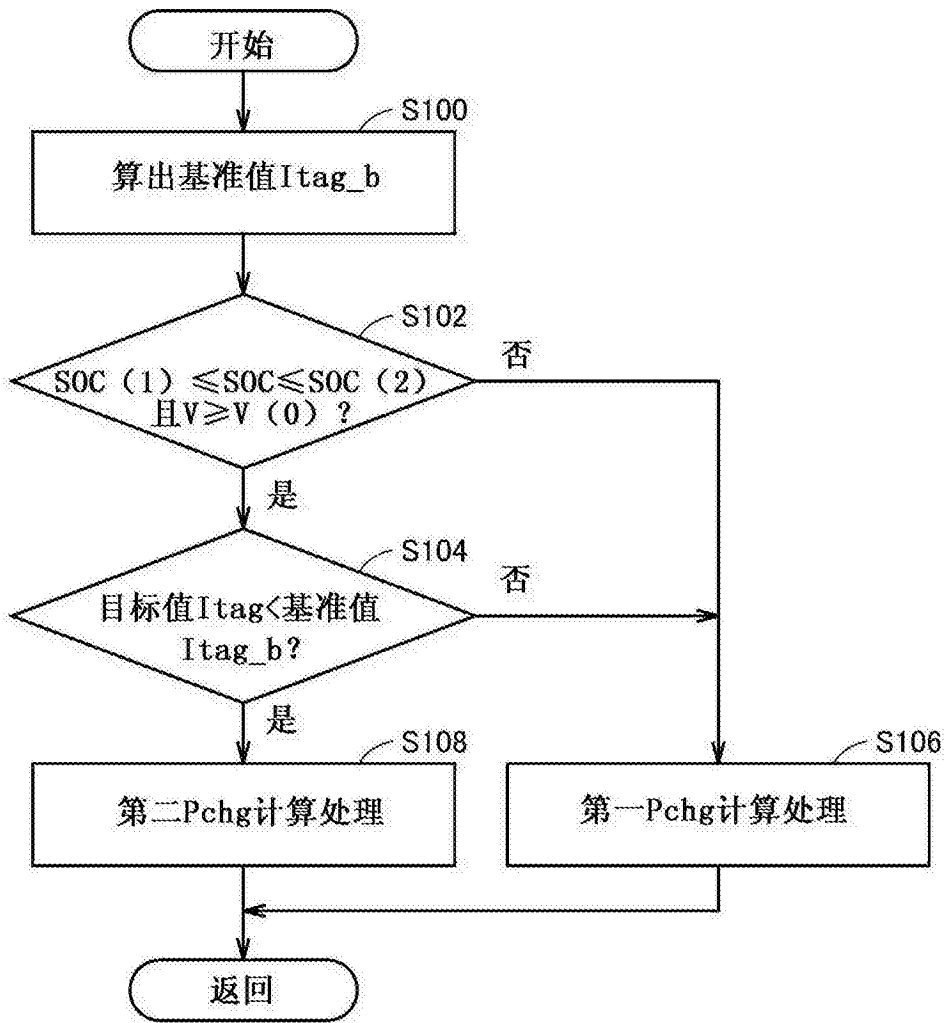 开始
S100
算出基准值Itag_b
S102
SOC（1）≤SOC≤SOC（2）
且V≥V（0）？
否
是
S104
目标值Itag<基准值
Itag_b?
否
是
S108
第二Pchg计算处理
S106
第一Pchg计算处理
返回